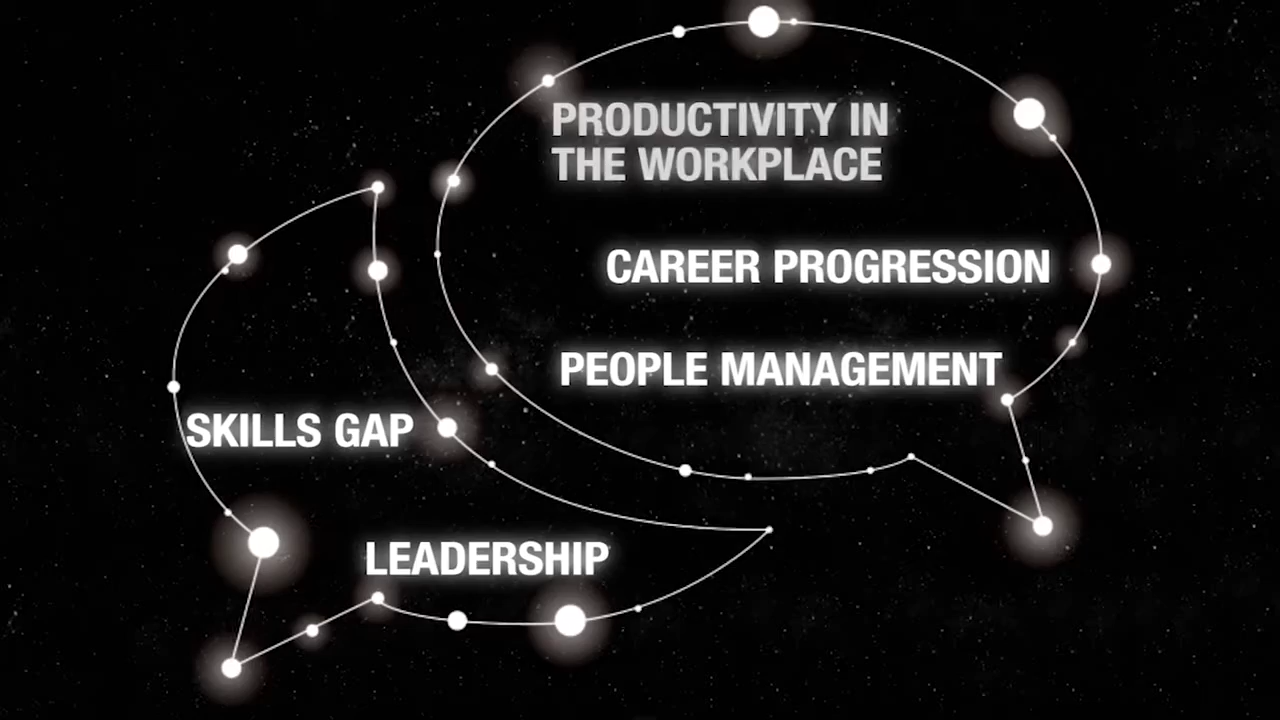 PRODUCTIVITY IN
THE WORKPLACE
CAREER PROGRESSION
PEOPLE MANAGEMENT
SKILLS GAP
LEADERSHIP